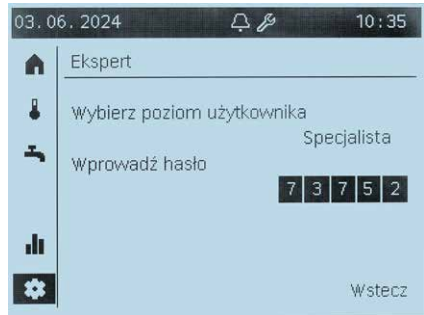 03.06.2024 10:35
Ekspert
Wybierz poziom użytkownika
Specjalista
Wprowadź hasło
7 3 7 5 2
Wstecz